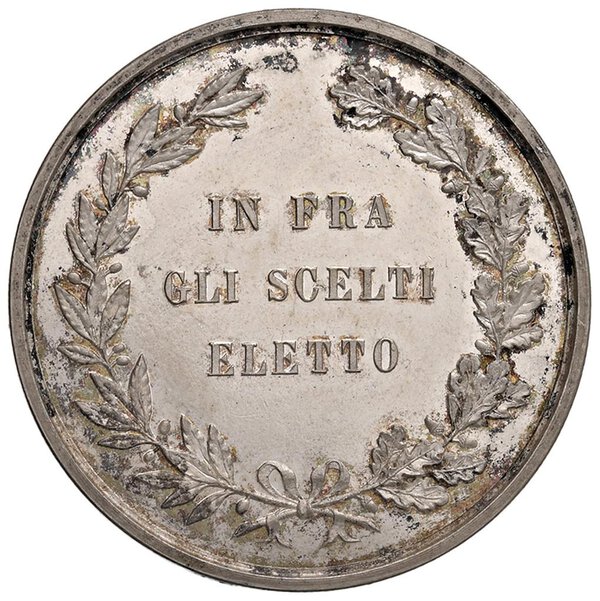 IN FRA
GLI SCELTI
ELETTO